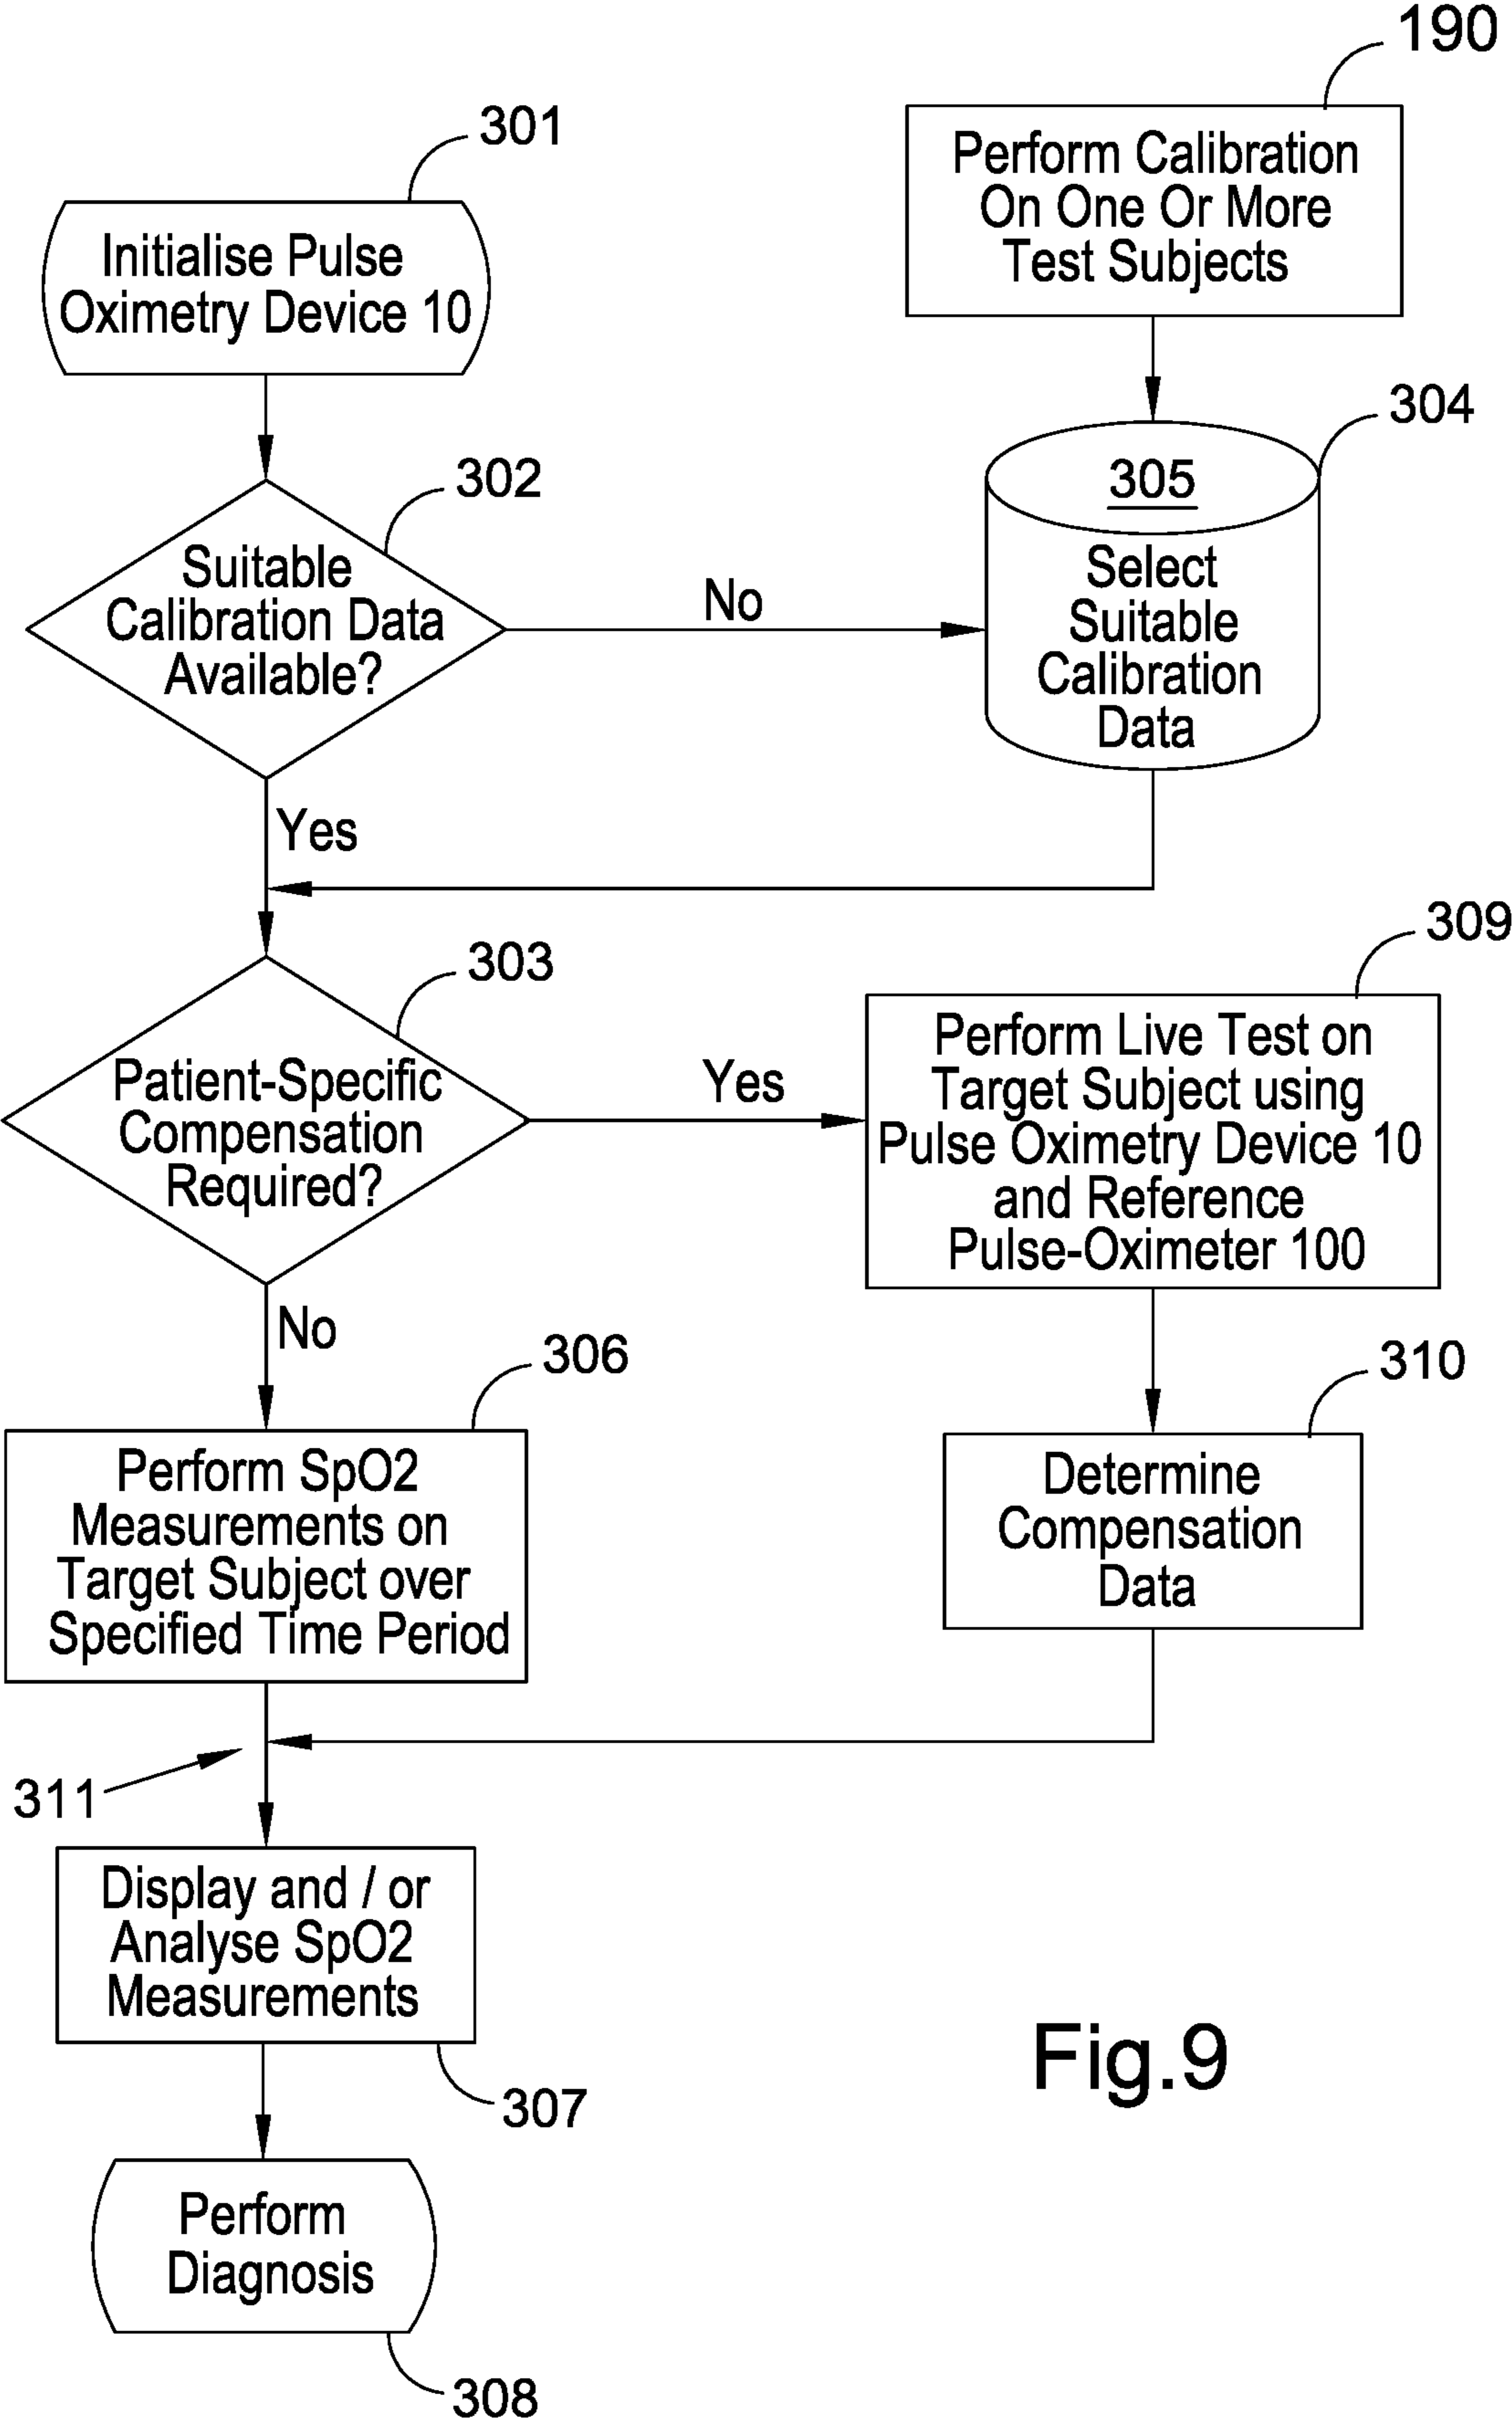 190
Perform Calibration
On One Or More
Test Subjects
301
Initialise Pulse
Oximetry Device 10
304
305
Select
Suitable
Calibration
Data
302
Suitable
Calibration Data
Available?
No
Yes
303
Patient-Specific
Compensation
Required?
Yes
309
Perform Live Test on
Target Subject using
Pulse Oximetry Device 10
and Reference
Pulse-Oximeter 100
No
306
Perform SpO2
Measurements on
Target Subject over
Specified Time Period
310
Determine
Compensation
Data
311
Display and / or
Analyse SpO2
Measurements
307
Perform
Diagnosis
308
Fig.9